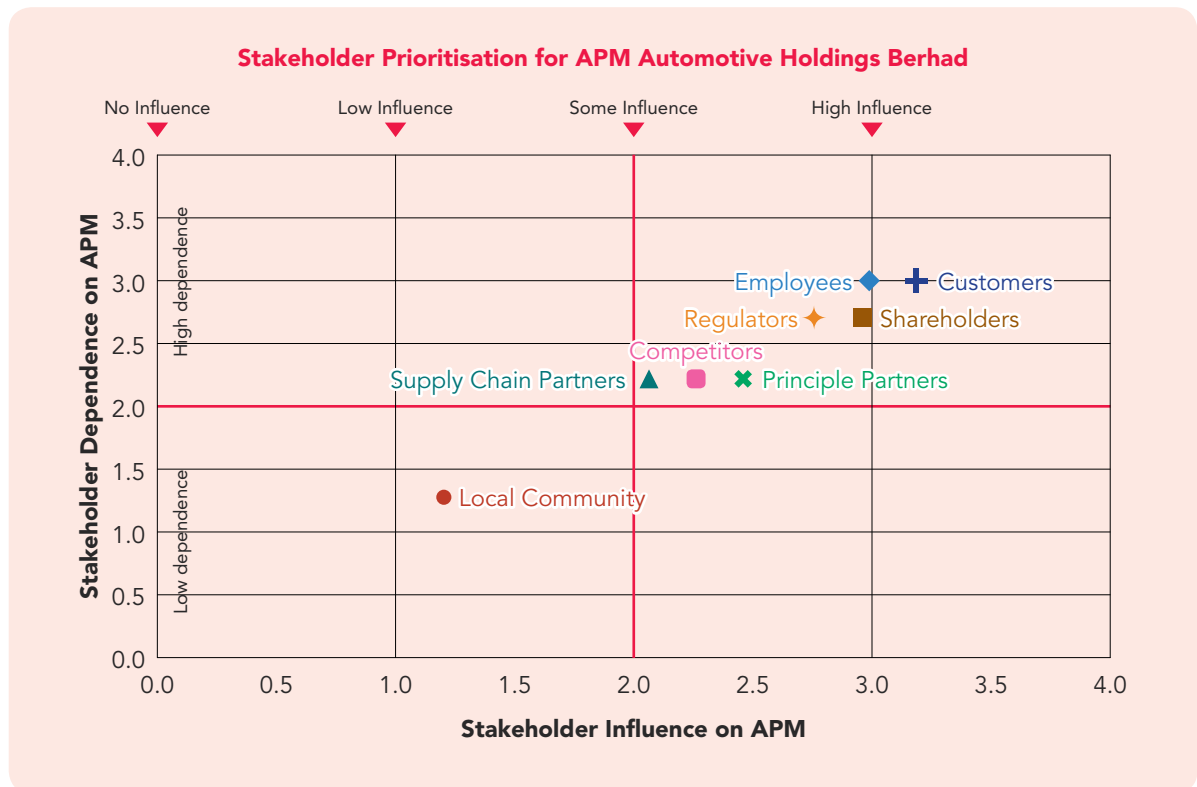 Stakeholder Prioritisation for APM Automotive Holdings Berhad
No Influence
Low Influence
Some Influence
High Influence
Stakeholder Dependence on APM
4.0
3.5
3.0
2.5
2.0
1.5
1.0
0.5
0.0
High dependence
Low dependence
Employees
Customers
Regulators
Shareholders
Competitors
Supply Chain Partners
Principle Partners
Local Community
0.0
0.5
1.0
1.5
2.0
2.5
3.0
3.5
4.0
Stakeholder Influence on APM